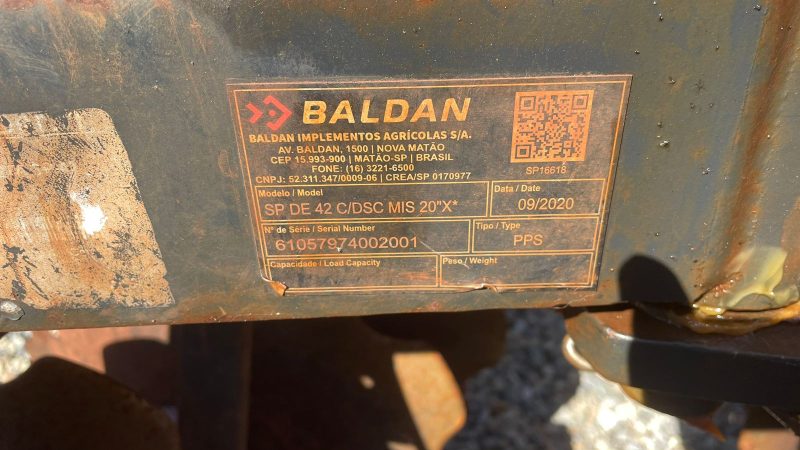 BALDAN
BALDAN IMPLEMENTOS AGRÍCOLAS S/A.
AV. BALDAN, 1500 | NOVA MATÃO
CEP 15.993-900 | MATÃO-SP | BRASIL
FONE: (16) 3221-6500
CNPJ: 52.311.347/0009-06 | CREA/SP 0170977
SP16618
Modelo / Model
SP DE 42 C/DSC MIS 20"X*
Data / Date
09/2020
Nº de Série / Serial Number
61057974002001
Tipo / Type
PPS
Capacidade / Load Capacity
Peso / Weight